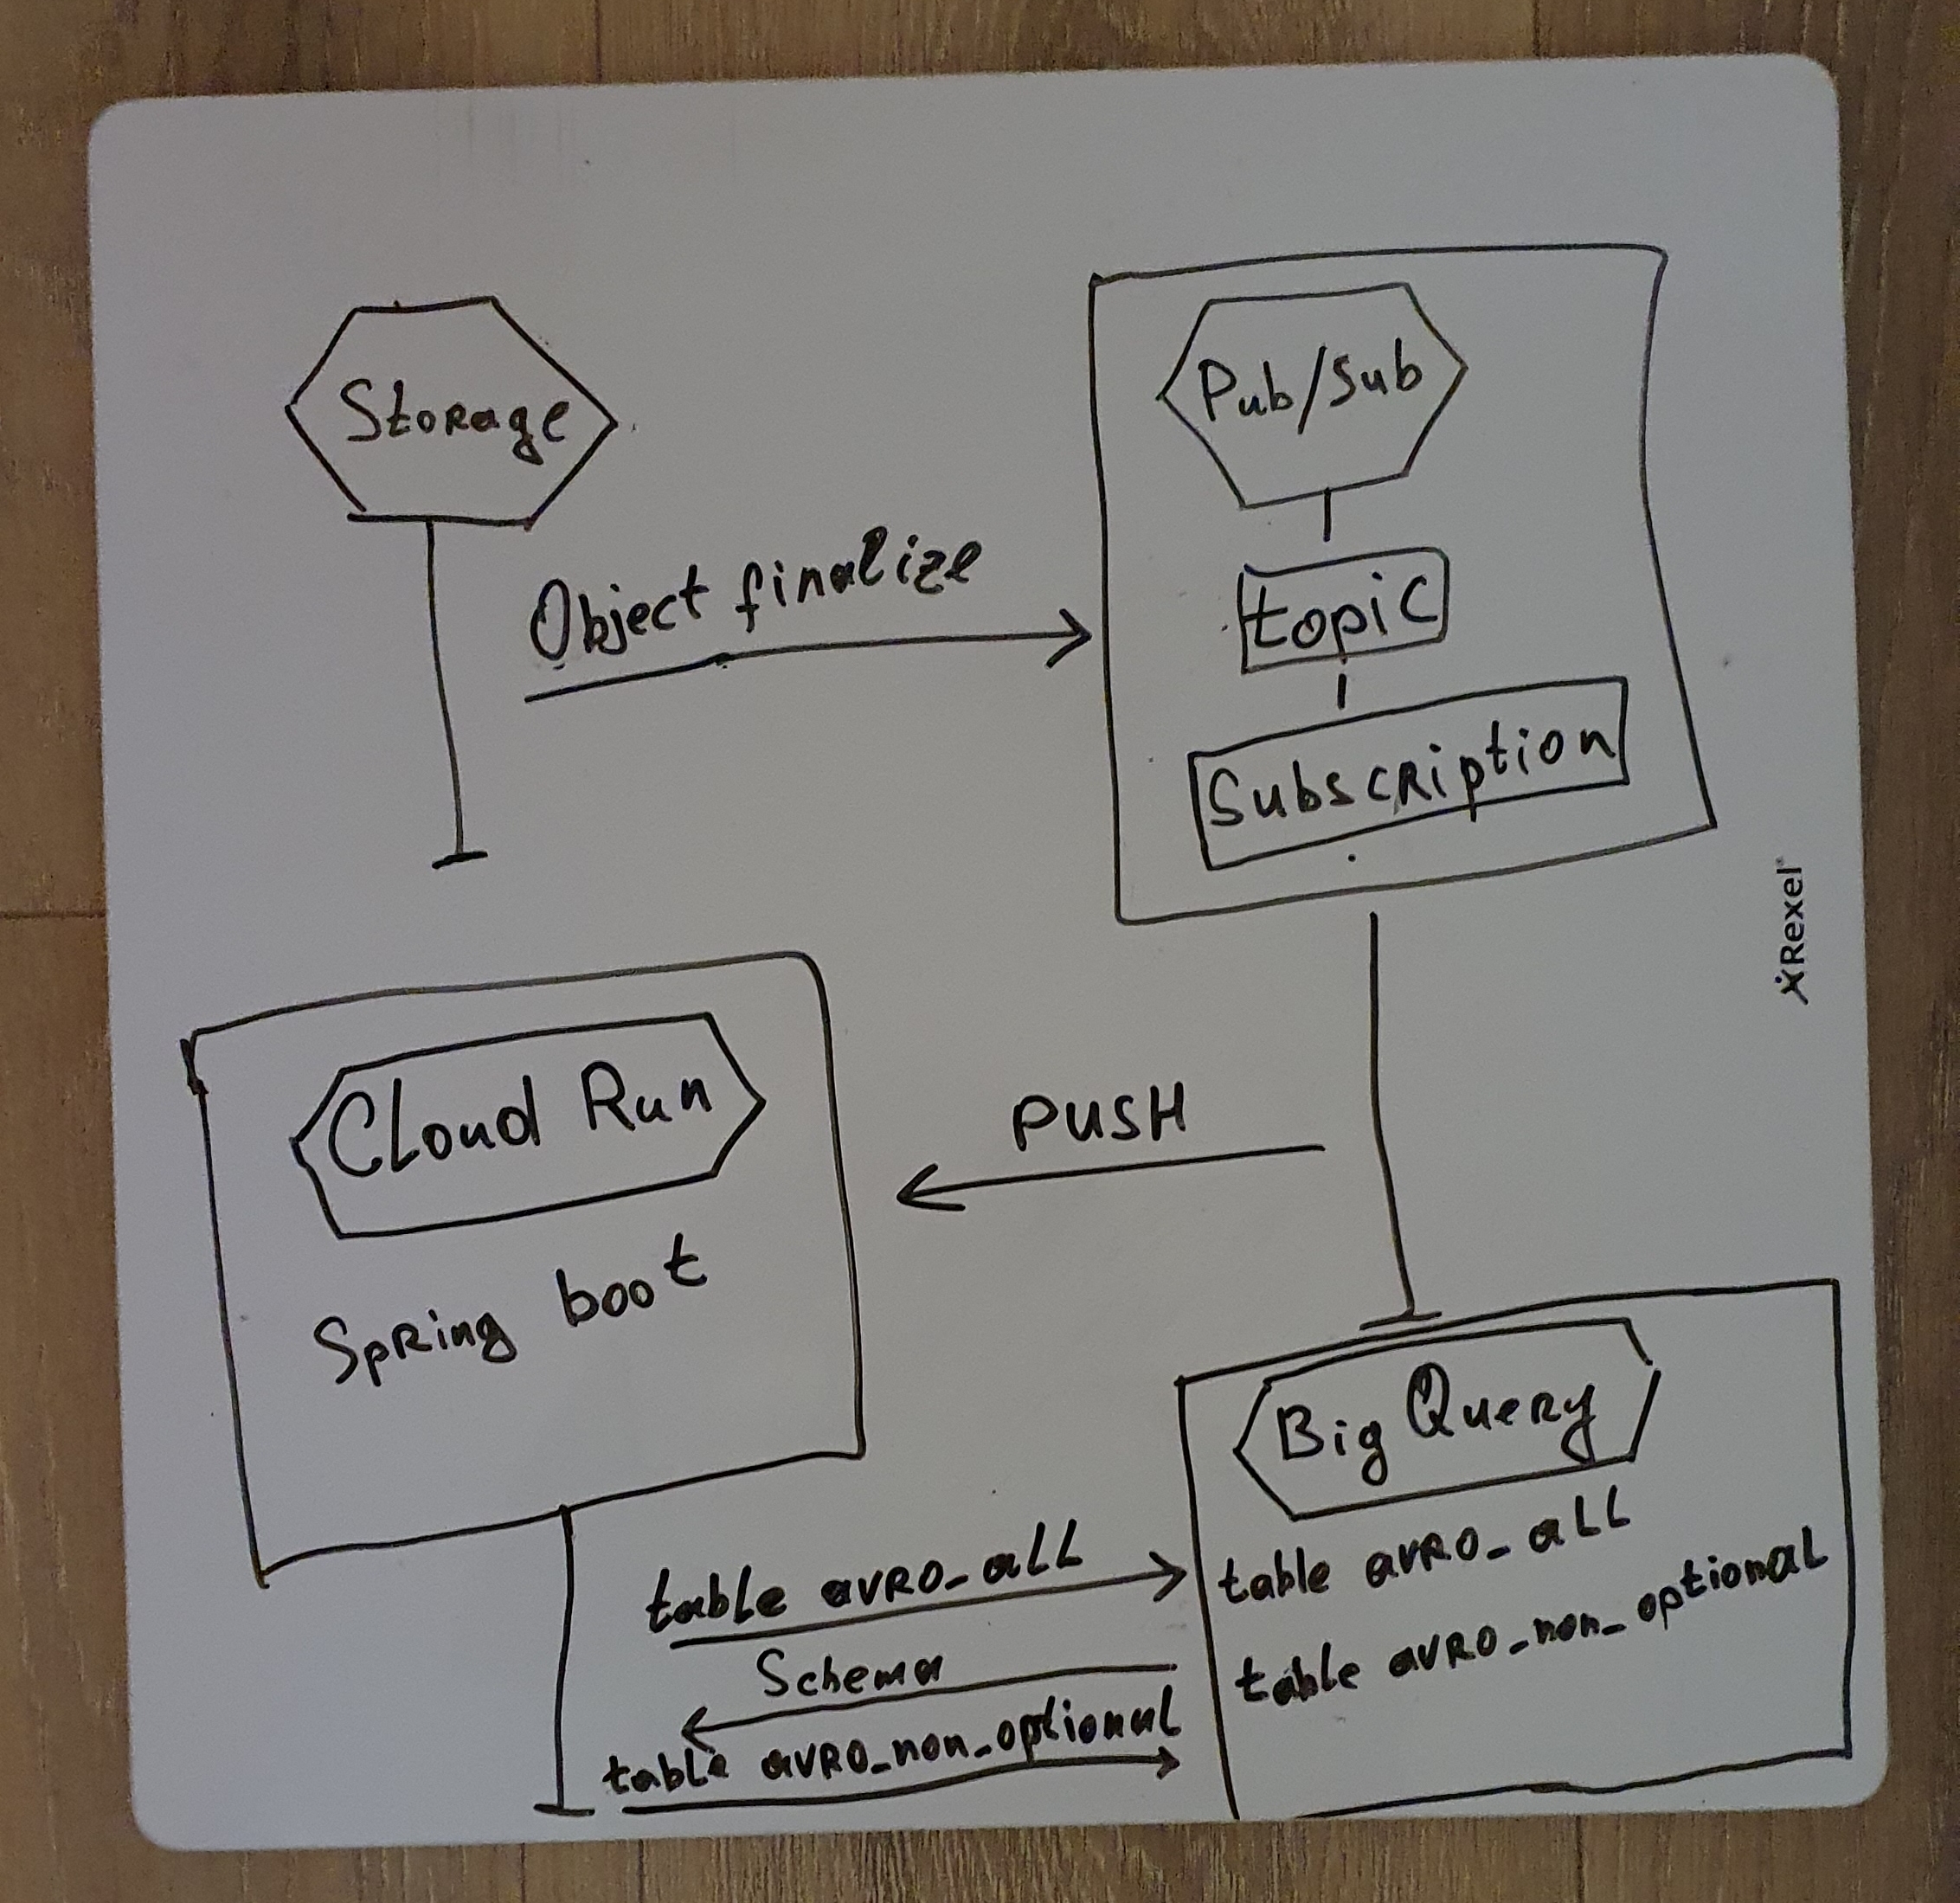 Storage
Pub/Sub
Object finalize
topic
Subscription
Rexel
Cloud Run
Spring boot
PUSH
Big Query
table avro_all
table avro_non_optional
table avro_all
Schema
table avro_non_optional